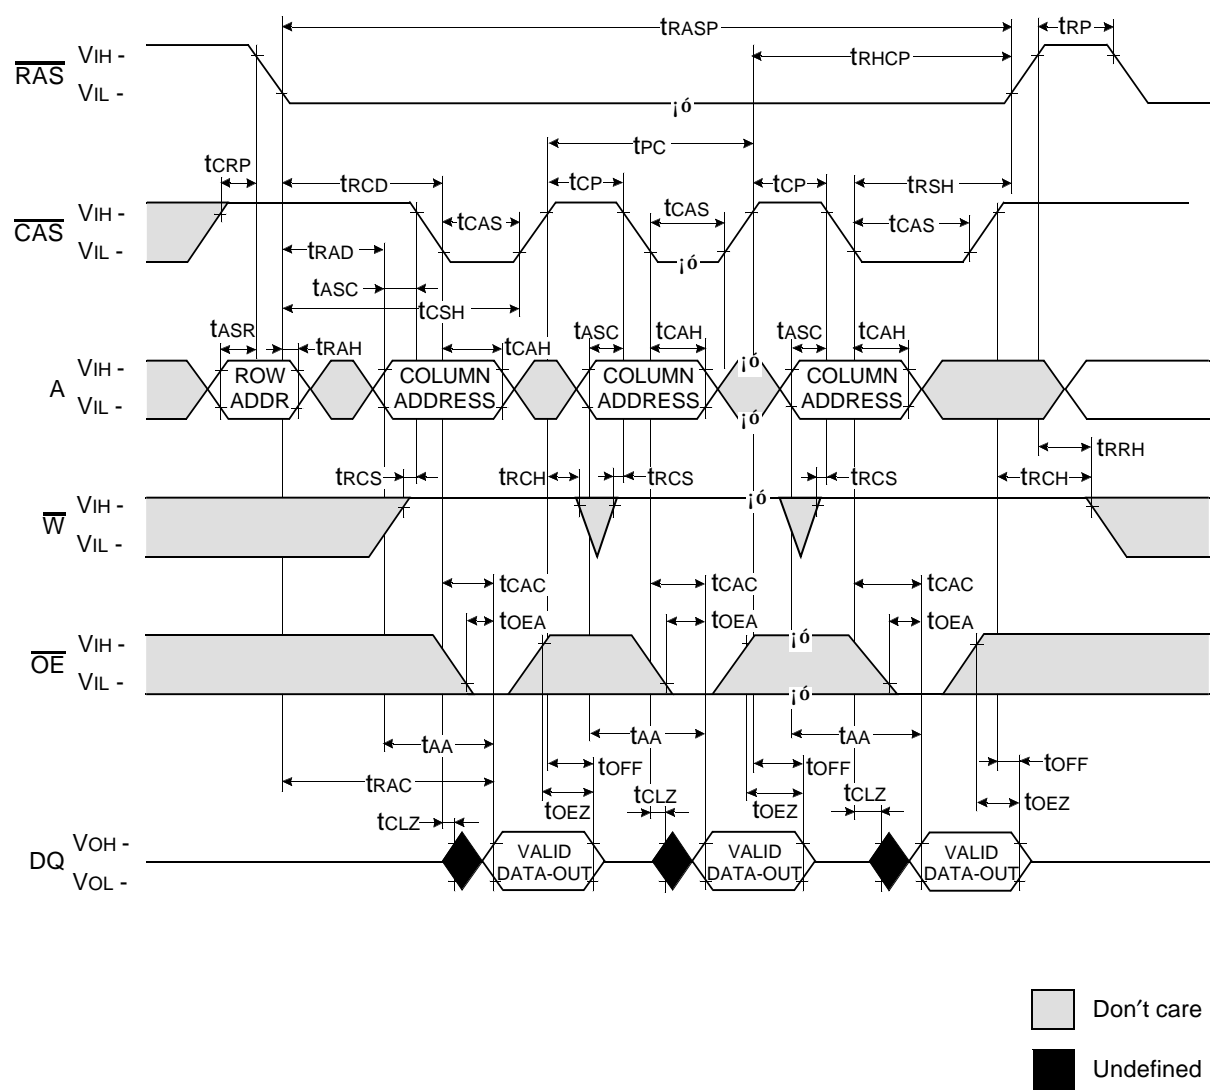 tRASP
tRP
tRHCP
RAS
VIH -
VIL -
¡ó
tPC
tCRP
tRCD
tCP
tCP
tRSH
CAS
VIH -
VIL -
tCAS
tCAS
tCAS
¡ó
tRAD
tASC
tCSH
tASR
tRAH
tCAH
tASC
tCAH
tASC
tCAH
A
VIH -
VIL -
ROW
ADDR.
COLUMN
ADDRESS
COLUMN
ADDRESS
¡ó
¡ó
COLUMN
ADDRESS
tRRH
tRCS
tRCH
tRCS
tRCS
tRCH
W
VIH -
VIL -
¡ó
tCAC
tCAC
tCAC
tOEA
tOEA
tOEA
OE
VIH -
VIL -
¡ó
¡ó
tAA
tAA
tAA
tOFF
tOFF
tOFF
tRAC
tCLZ
tOEZ
tCLZ
tOEZ
tCLZ
tOEZ
DQ
VOH -
VOL -
VALID
DATA-OUT
VALID
DATA-OUT
VALID
DATA-OUT
Don′t care
Undefined